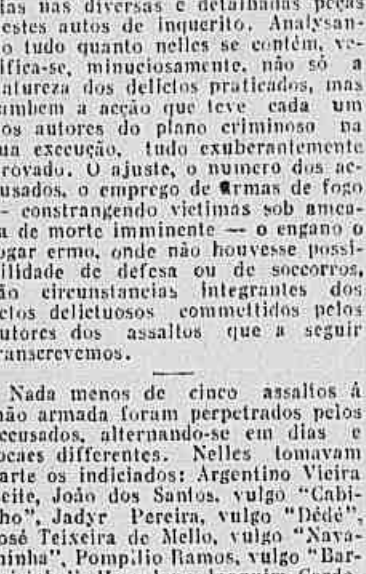 das nas diversas e detalhadas peças
estes autos de inquerito. Analysan-
o tudo quanto nelles se contém, ve-
ifica-se, minuciosamente, não só a
atureza dos delictos praticados, mas
ambem a acção que teve cada um
os autores do plano criminoso na
ua execução, tudo exuberantemente
rovado. O ajuste, o numero dos ac-
usados, o emprego de armas de fogo
— constrangendo victimas sob amea-
a de morte imminente — o engano o
ogar ermo, onde não houvesse possi-
ilidade de defesa ou de soccorros,
ão circunstancias integrantes dos
ctos delictuosos commettidos pelos
utores dos assaltos que a seguir
ranscrevemos.
Nada menos de cinco assaltos á
não armada foram perpetrados pelos
ccusados, alternando-se em dias e
ocaes differentes. Nelles tomavam
arte os indiciados: Argentino Vieira
eite, João dos Santos, vulgo "Cabi-
ho", Jadyr Pereira, vulgo "Dédé",
osé Teixeira de Mello, vulgo "Nava-
hinha", Pompilio Ramos, vulgo "Bar-